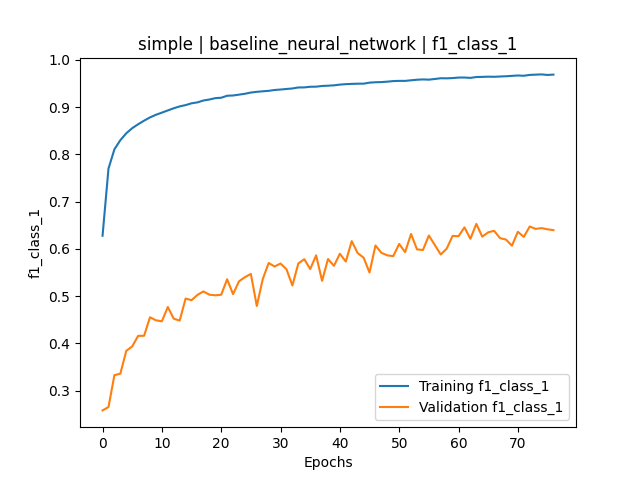 simple | baseline_neural_network | f1_class_1
1.0
0.9
0.8
0.7
0.6
0.5
0.4
0.3
f1_class_1
Training f1_class_1
Validation f1_class_1
0 10 20 30 40 50 60 70
Epochs